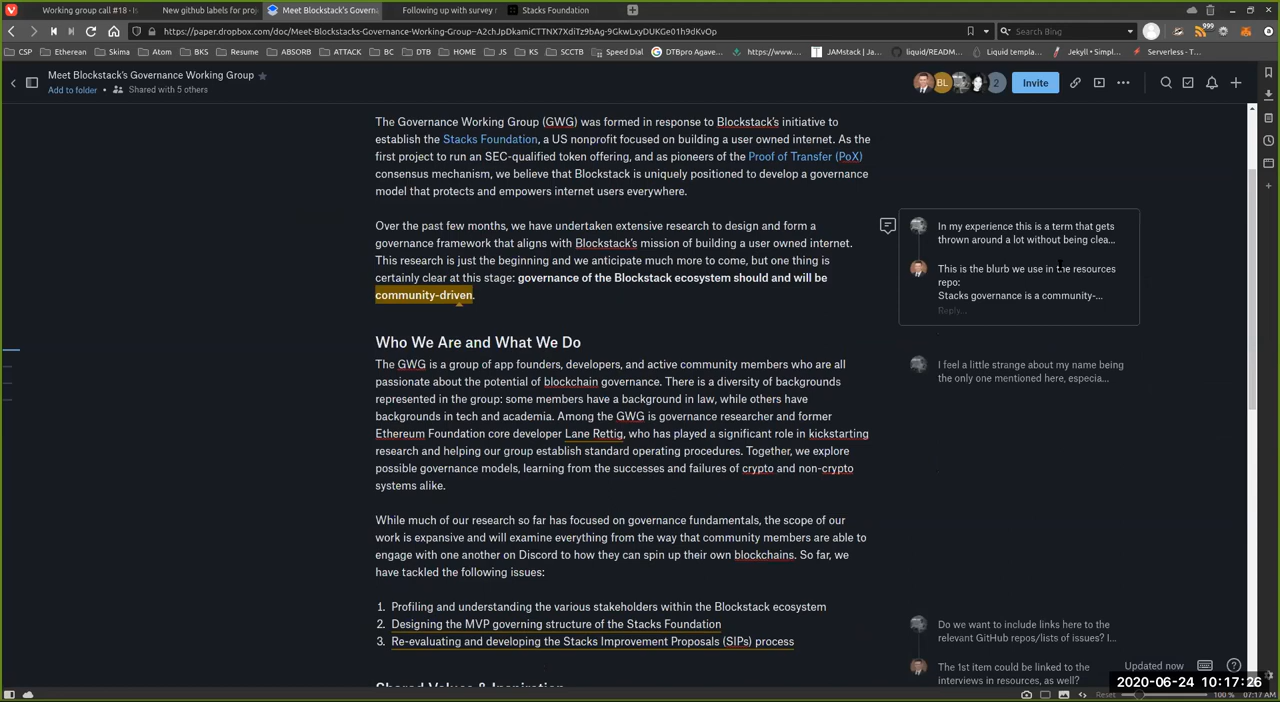 Working group call #18 - I
New github labels for pro
Meet Blockstack's Governa
Following up with survey
Stacks Foundation
https://paper.dropbox.com/doc/Meet-Blockstacks-Governance-Working-Group--A2chJpDkamiCTTNX7XdiTz9bAg-9GkwLxyDUKGe01h9dKvOp
Search Bing
999
CSP
Etherean
Skima
Atom
BKS
Resume
ABSORB
ATTACK
BC
DTB
HOME
JS
KS
SCCTB
Speed Dial
DTBpro Agave...
https://www....
JAMstack | Ja...
liquid/READM...
Liquid templa...
Jekyll • Simpl...
Serverless - T...
Meet Blockstack's Governance Working Group
Add to folder • Shared with 5 others
BL
2
Invite
The Governance Working Group (GWG) was formed in response to Blockstack's initiative to
establish the Stacks Foundation, a US nonprofit focused on building a user owned internet. As the
first project to run an SEC-qualified token offering, and as pioneers of the Proof of Transfer (PoX)
consensus mechanism, we believe that Blockstack is uniquely positioned to develop a governance
model that protects and empowers internet users everywhere.
Over the past few months, we have undertaken extensive research to design and form a
governance framework that aligns with Blockstack's mission of building a user owned internet.
This research is just the beginning and we anticipate much more to come, but one thing is
certainly clear at this stage: governance of the Blockstack ecosystem should and will be
community-driven.
In my experience this is a term that gets
thrown around a lot without being clea...
This is the blurb we use in the resources
repo:
Stacks governance is a community-...
Reply...
Who We Are and What We Do
The GWG is a group of app founders, developers, and active community members who are all
passionate about the potential of blockchain governance. There is a diversity of backgrounds
represented in the group: some members have a background in law, while others have
backgrounds in tech and academia. Among the GWG is governance researcher and former
Ethereum Foundation core developer Lane Rettig, who has played a significant role in kickstarting
research and helping our group establish standard operating procedures. Together, we explore
possible governance models, learning from the successes and failures of crypto and non-crypto
systems alike.
I feel a little strange about my name being
the only one mentioned here, especia...
While much of our research so far has focused on governance fundamentals, the scope of our
work is expansive and will examine everything from the way that community members are able to
engage with one another on Discord to how they can spin up their own blockchains. So far, we
have tackled the following issues:
1. Profiling and understanding the various stakeholders within the Blockstack ecosystem
2. Designing the MVP governing structure of the Stacks Foundation
3. Re-evaluating and developing the Stacks Improvement Proposals (SIPs) process
Do we want to include links here to the
relevant GitHub repos/lists of issues? I...
The 1st item could be linked to the
interviews in resources, as well?
Updated now
Shared Values & Inspiration
2020-06-24 10:17:26
Reset
100 %
07:17 AM